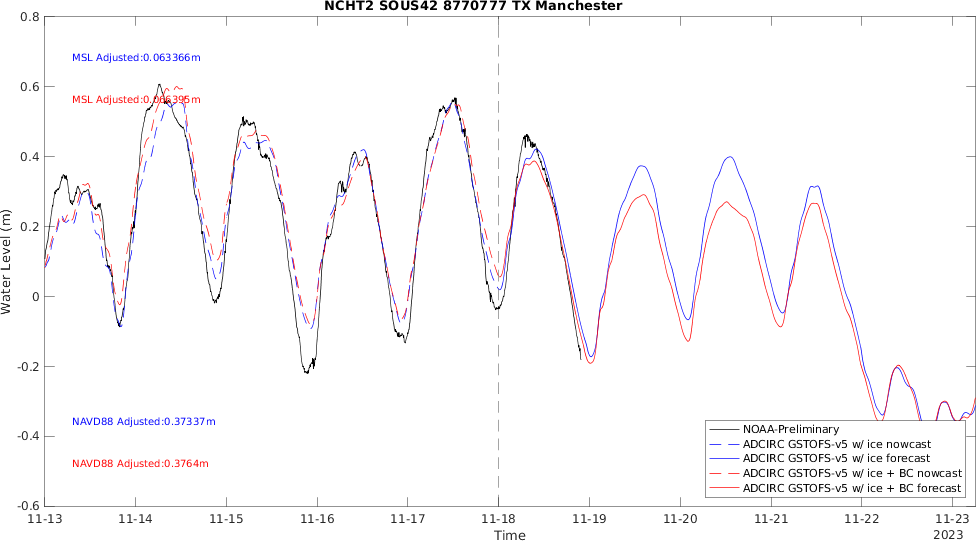 NCHT2 SOUS42 8770777 TX Manchester
0.8
0.6
0.4
0.2
0
-0.2
-0.4
-0.6
Water Level (m)
MSL Adjusted:0.063366m
MSL Adjusted:0.066395m
NAVD88 Adjusted:0.37337m
NAVD88 Adjusted:0.3764m
NOAA-Preliminary
ADCIRC GSTOFS-v5 w/ ice nowcast
ADCIRC GSTOFS-v5 w/ ice forecast
ADCIRC GSTOFS-v5 w/ ice + BC nowcast
ADCIRC GSTOFS-v5 w/ ice + BC forecast
11-13 11-14 11-15 11-16 11-17 11-18 11-19 11-20 11-21 11-22 11-23
Time
2023